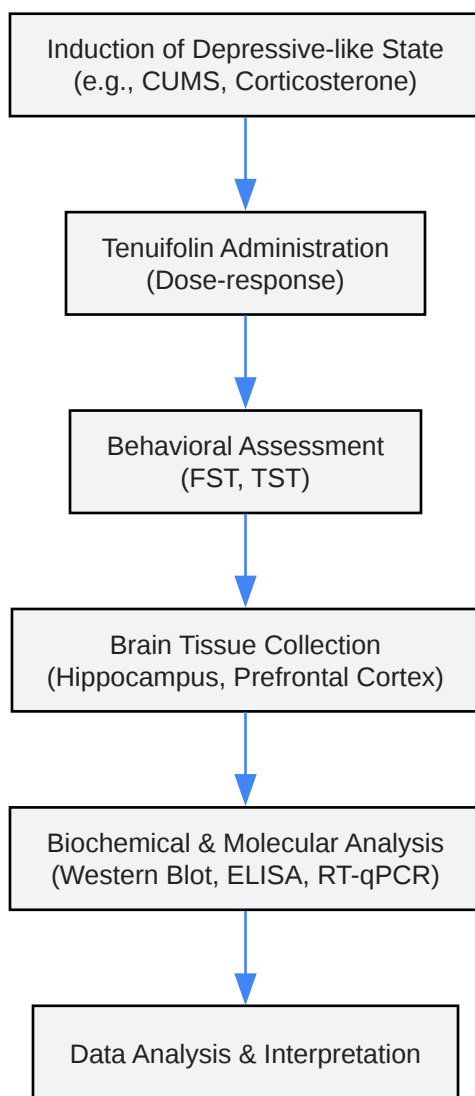 Induction of Depressive-like State
(e.g., CUMS, Corticosterone)
Tenuifolin Administration
(Dose-response)
Behavioral Assessment
(FST, TST)
Brain Tissue Collection
(Hippocampus, Prefrontal Cortex)
Biochemical & Molecular Analysis
(Western Blot, ELISA, RT-qPCR)
Data Analysis & Interpretation